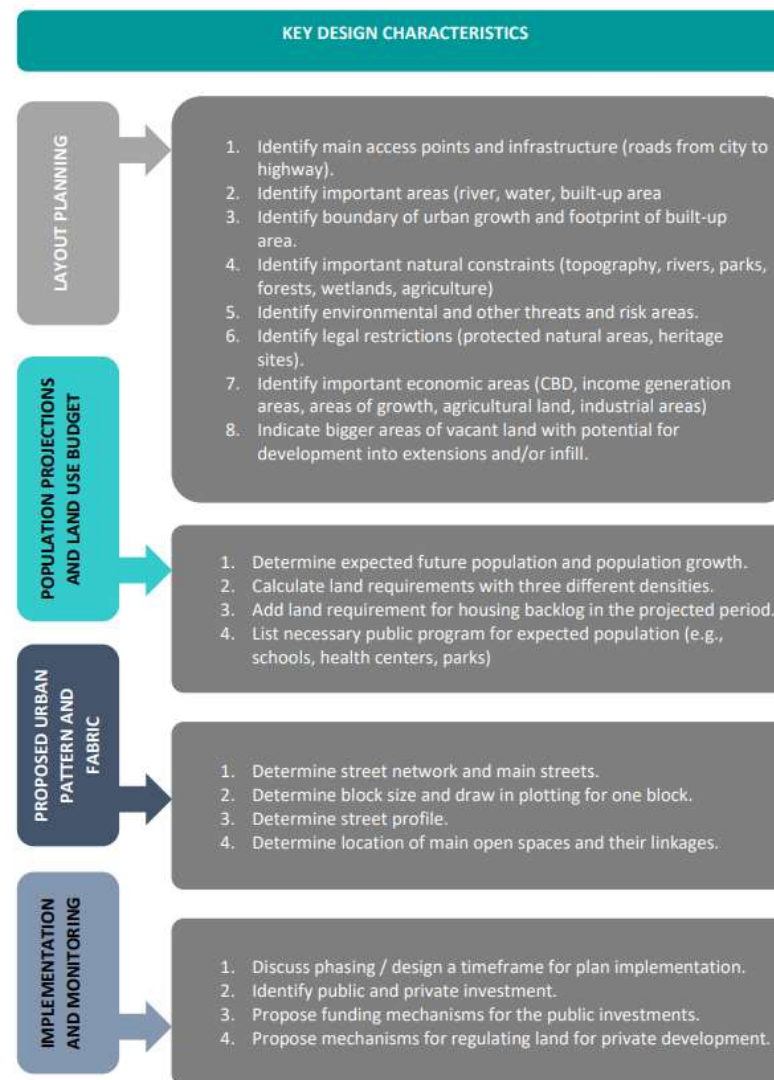 KEY DESIGN CHARACTERISTICS
LAYOUT PLANNING
1. Identify main access points and infrastructure (roads from city to
highway).
2. Identify important areas (river, water, built-up area
3. Identify boundary of urban growth and footprint of built-up
area.
4. Identify important natural constraints (topography, rivers, parks,
forests, wetlands, agriculture)
5. Identify environmental and other threats and risk areas.
6. Identify legal restrictions (protected natural areas, heritage
sites).
7. Identify important economic areas (CBD, income generation
areas, areas of growth, agricultural land, industrial areas)
8. Indicate bigger areas of vacant land with potential for
development into extensions and/or infill.
POPULATION PROJECTIONS
AND LAND USE BUDGET
1. Determine expected future population and population growth.
2. Calculate land requirements with three different densities.
3. Add land requirement for housing backlog in the projected period.
4. List necessary public program for expected population (e.g.,
schools, health centers, parks)
PROPOSED URBAN
PATTERN AND
FABRIC
1. Determine street network and main streets.
2. Determine block size and draw in plotting for one block.
3. Determine street profile.
4. Determine location of main open spaces and their linkages.
IMPLEMENTATION
AND MONITORING
1. Discuss phasing / design a timeframe for plan implementation.
2. Identify public and private investment.
3. Propose funding mechanisms for the public investments.
4. Propose mechanisms for regulating land for private development.